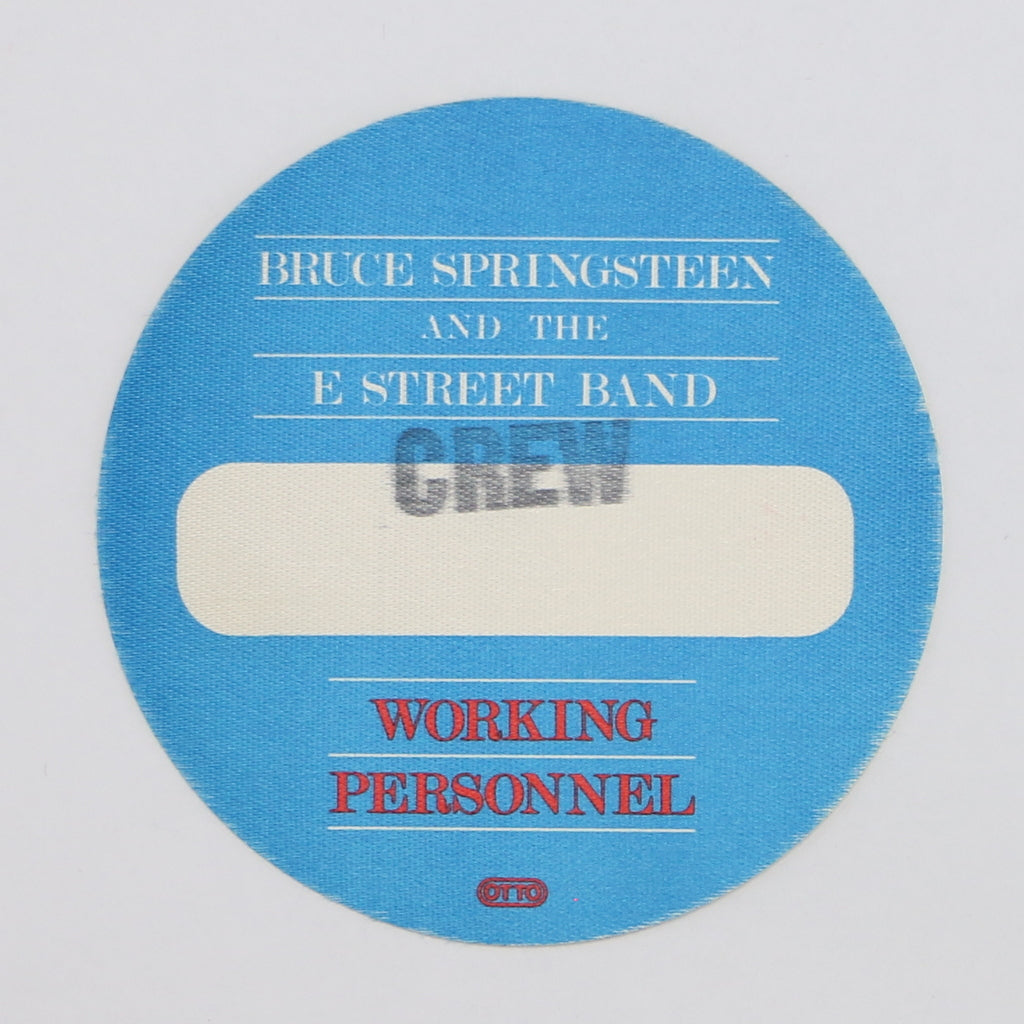 BRUCE SPRINGSTEEN
AND THE
E STREET BAND
CREW
WORKING
PERSONNEL
OTTO